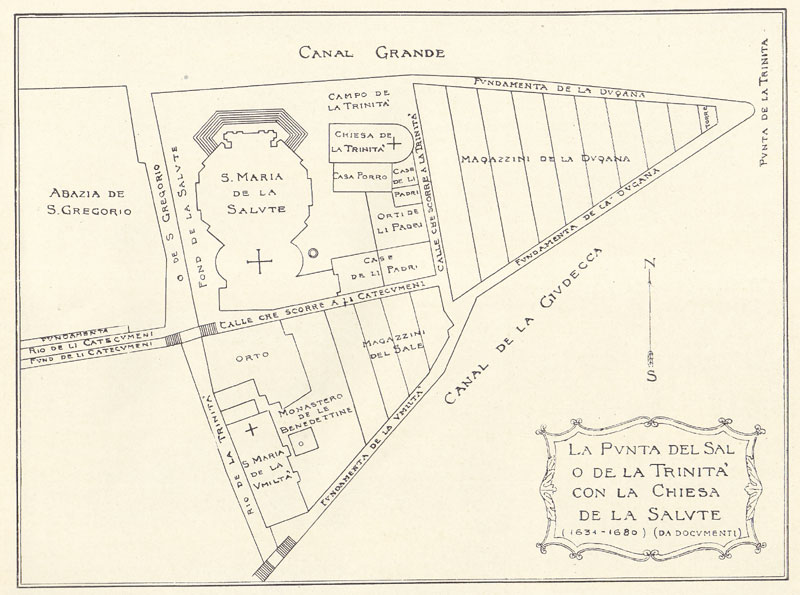 CANAL GRANDE
PVNTA DE LA TRINITA
FVNDAMENTA DE LA DVQANA
CAMPO DE
LA TRINITA'
CHIESA DE
LA TRINITA'
TORRE
MAGAZZINI DE LA DVQANA
CASA PORRO
CASE
DE LI
PADRI
CALLE CHE SCORRE A LA TRINITA'
S. MARIA
DE LA
SALVTE
ABAZIA DE
S. GREGORIO
O DE S. GREGORIO
FOND DE LA SALVTE
ORTI DE
LI PADRI
FVNDAMENTA DE LA DVGANA
CASE
DE LI PADRI
CALLE CHE SCORRE A LI CATECVMENI
N
S
CANAL DE LA GIVDECCA
FVNDAMENTA
RIO DE LI CATECVMENI
FVND DE LI CATECVMENI
ORTO
MAGAZZINI
DEL SALE
MONASTERO
DE LE
BENEDETTINE
RIO DE LA TRINITA
S MARIA
DE LA
VMILTA'
FVNDAMENTA DE LA VMILTA'
LA PVNTA DEL SAL
O DE LA TRINITA'
CON LA CHIESA
DE LA SALVTE
(1631-1680) (DA DOCVMENTI)